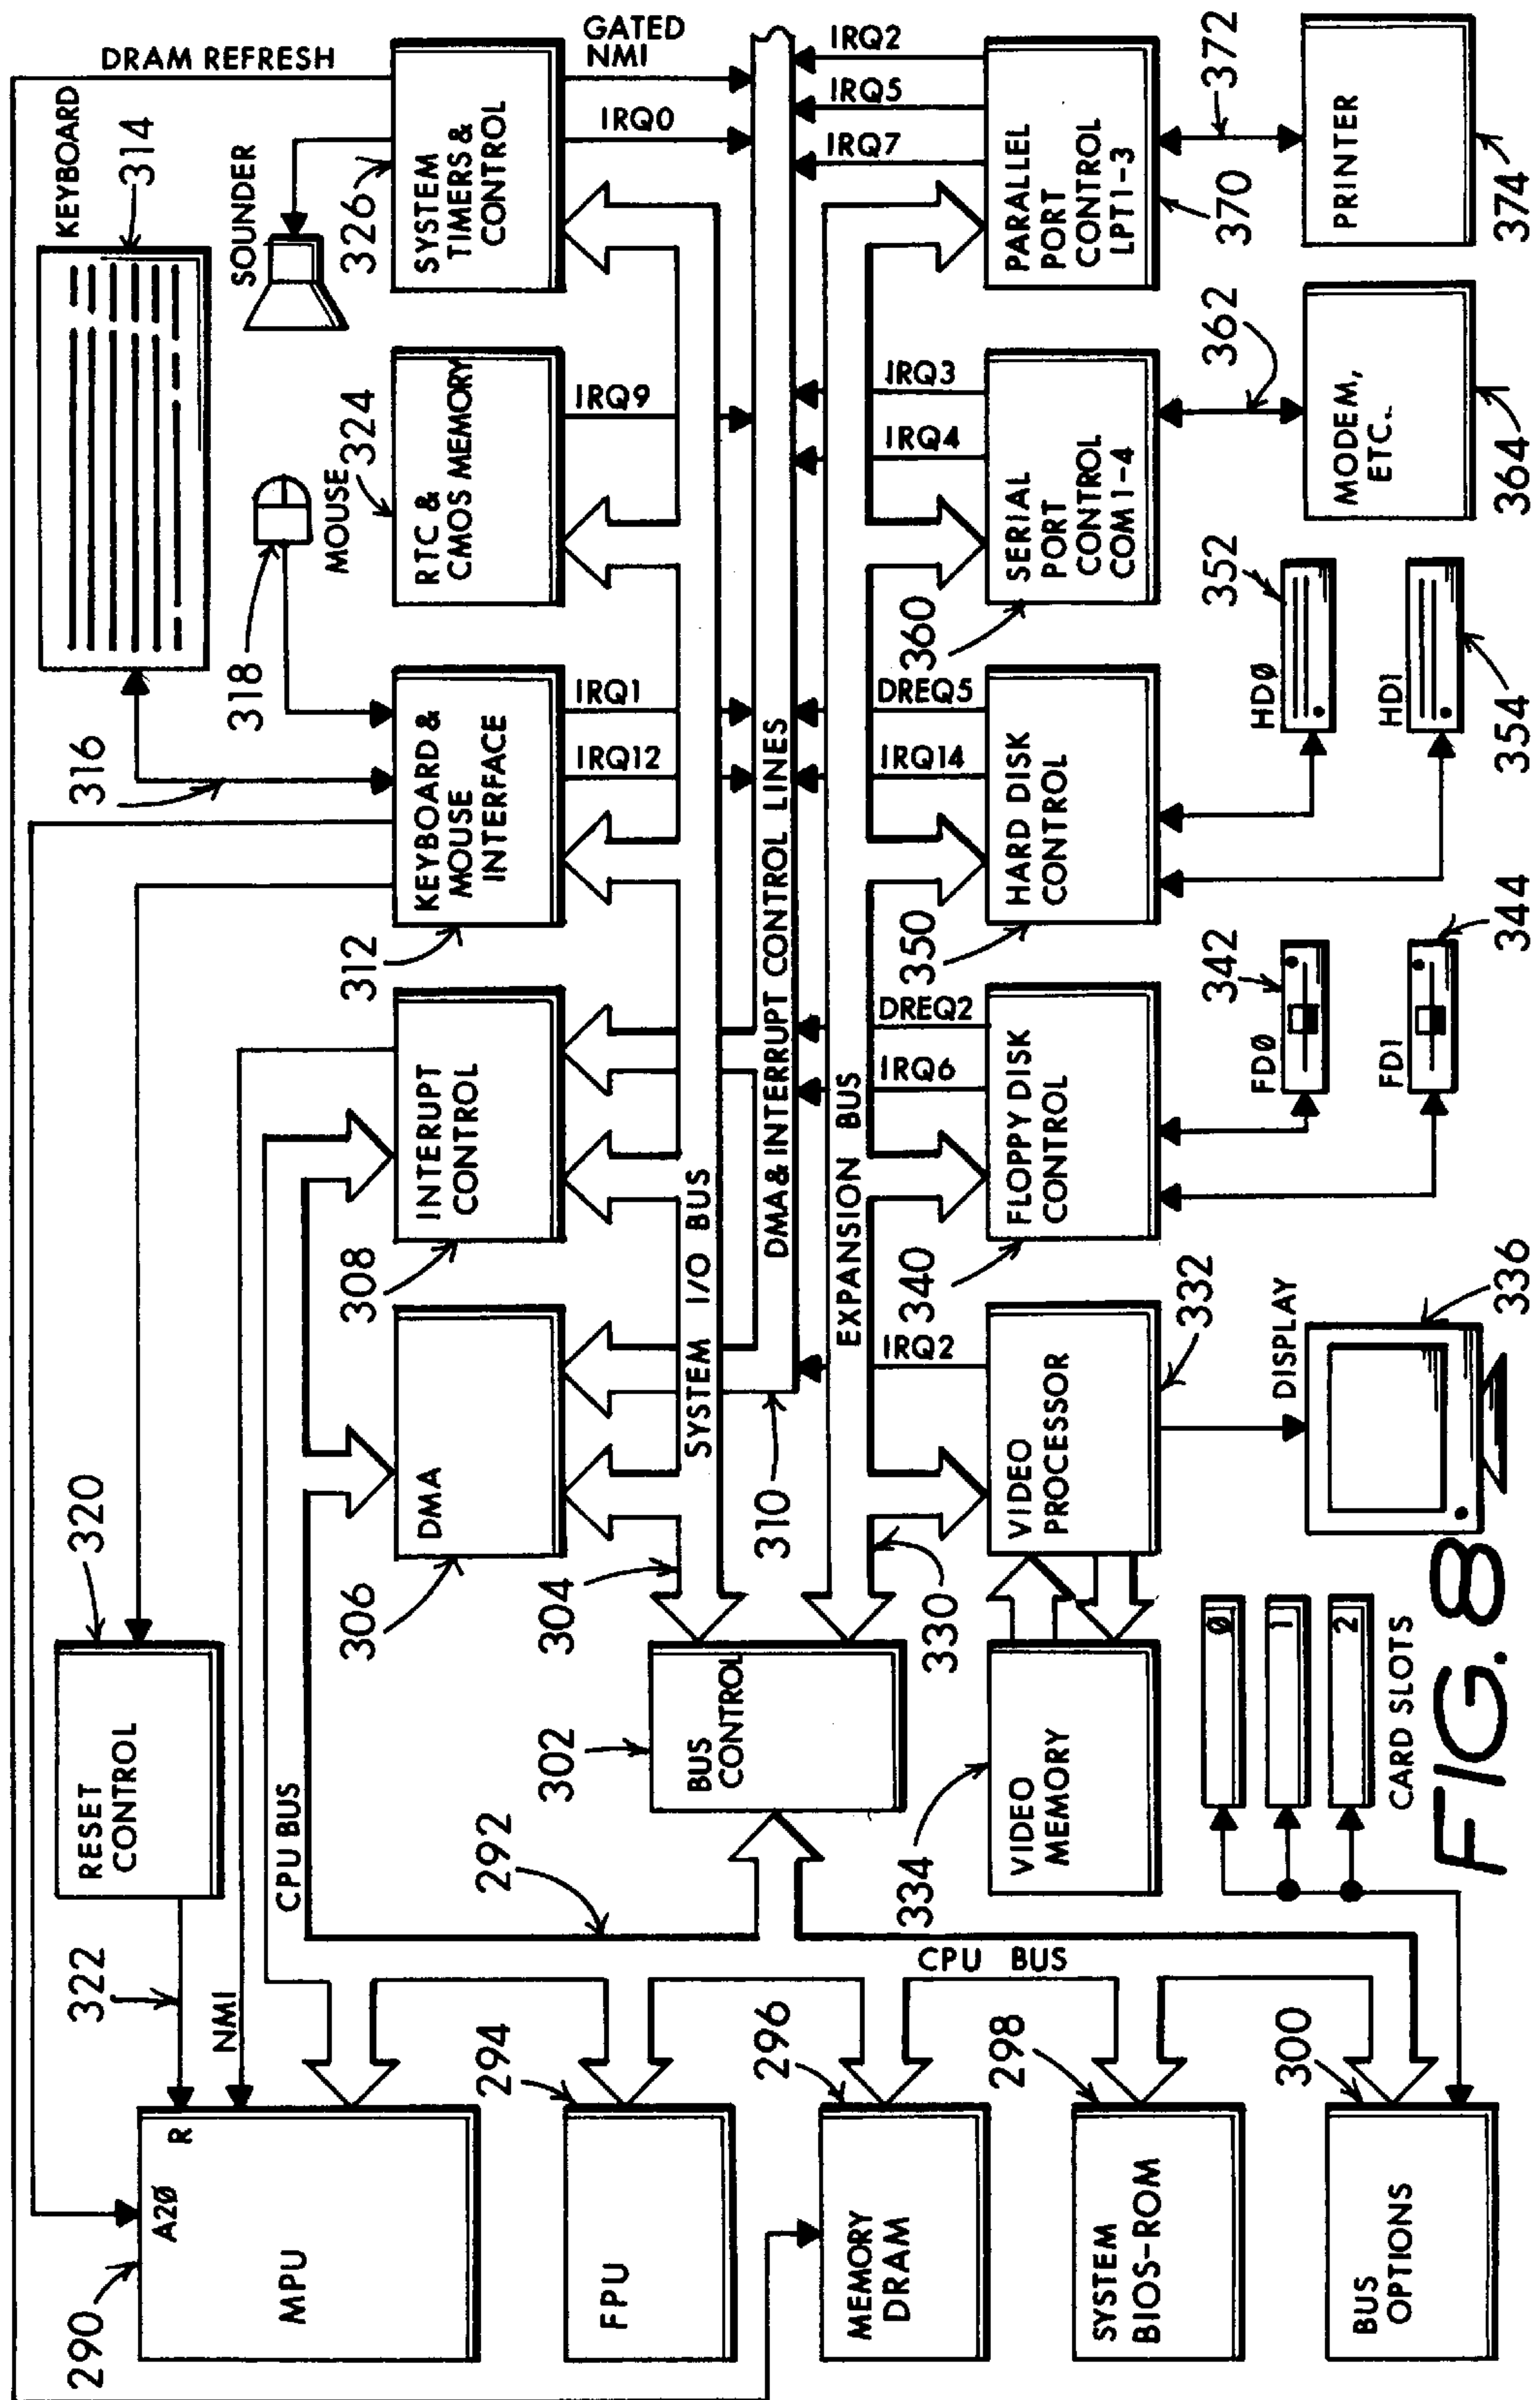 DRAM REFRESH
GATED
NMI
KEYBOARD
314
316
SOUNDER
318
MOUSE
320
RESET
CONTROL
322
NMI
CPU BUS
290
A2Ø
R
MPU
306
DMA
308
INTERUPT
CONTROL
312
KEYBOARD &
MOUSE
INTERFACE
324
RTC &
CMOS MEMORY
326
SYSTEM
TIMERS &
CONTROL
IRQ12
IRQ1
IRQ9
IRQ0
292
294
FPU
302
BUS
CONTROL
304
SYSTEM I/O BUS
310
DMA & INTERRUPT CONTROL LINES
EXPANSION BUS
330
CPU BUS
296
MEMORY
DRAM
IRQ2
IRQ6
DREQ2
IRQ14
DREQ5
IRQ4
IRQ3
IRQ7
IRQ5
IRQ2
334
VIDEO
MEMORY
VIDEO
PROCESSOR
332
340
FLOPPY DISK
CONTROL
350
HARD DISK
CONTROL
360
SERIAL
PORT
CONTROL
COM 1-4
PARALLEL
PORT
CONTROL
LPT1-3
370
298
SYSTEM
BIOS-ROM
300
BUS
OPTIONS
Ø
1
2
CARD SLOTS
DISPLAY
336
FDØ
342
FD1
344
HDØ
352
HD1
354
362
MODEM,
ETC.
364
372
PRINTER
374
FIG. 8